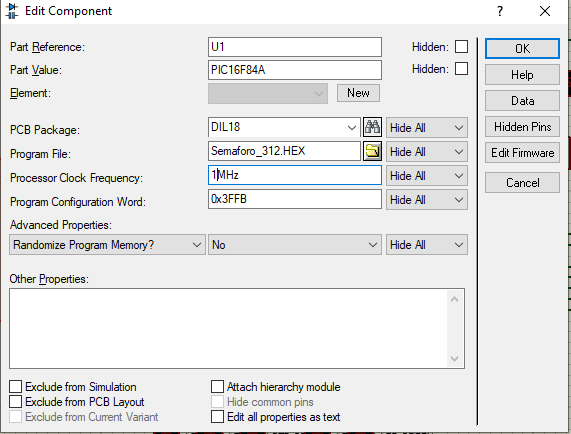 Edit Component ? ×
Part Reference: U1 Hidden: OK
Part Value: PIC16F84A Hidden: Help
Element: New Data
PCB Package: DIL18 Hide All Hidden Pins
Program File: Semaforo_312.HEX Hide All Edit Firmware
Processor Clock Frequency: 1MHz Hide All Cancel
Program Configuration Word: 0x3FFB Hide All
Advanced Properties:
Randomize Program Memory? No Hide All
Other Properties:
Exclude from Simulation Attach hierarchy module
Exclude from PCB Layout Hide common pins
Exclude from Current Variant Edit all properties as text